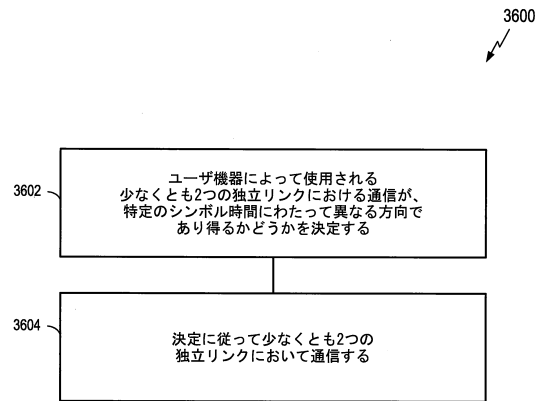 3600
3602
ユーザ機器によって使用される
少なくとも2つの独立リンクにおける通信が、
特定のシンボル時間にわたって異なる方向で
あり得るかどうかを決定する
3604
決定に従って少なくとも2つの
独立リンクにおいて通信する